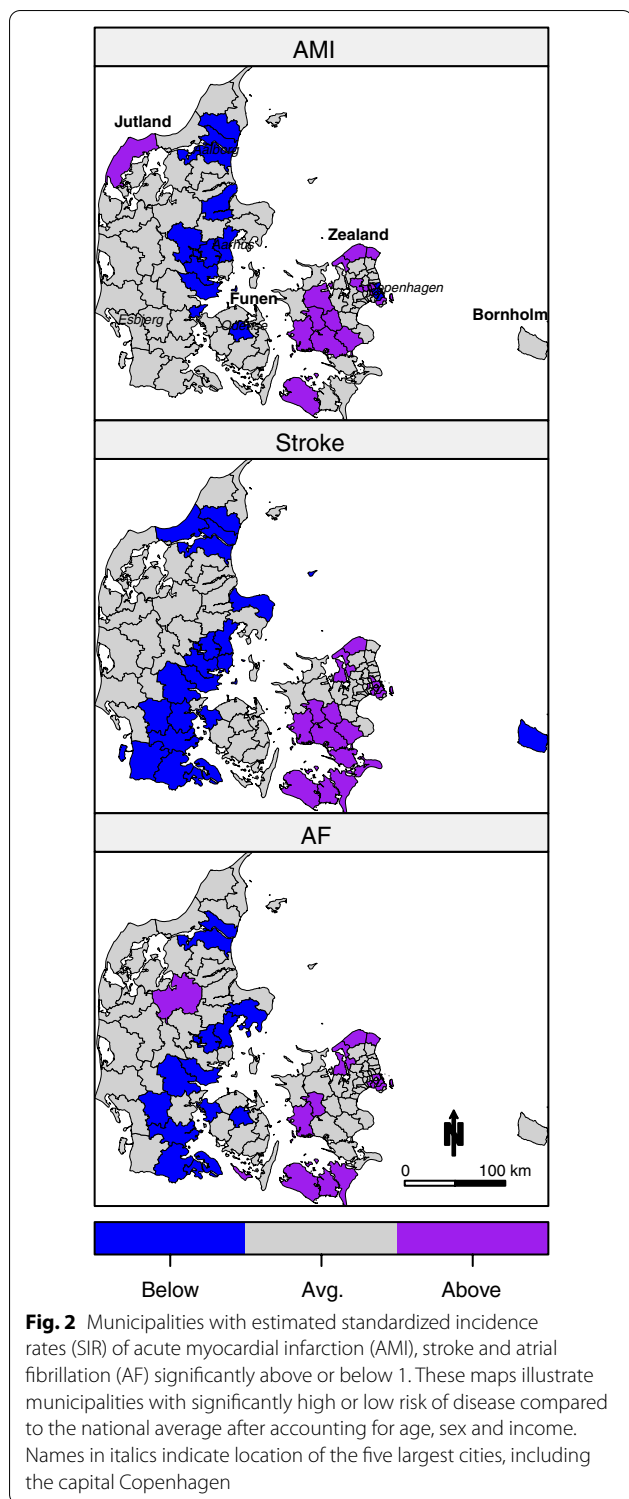 AMI
Jutland
Aalborg
Zealand
Aarhus
Copenhagen
Funen
Bornholm
Esbjerg
Odense
Stroke
AF
N
0 100 km
Below Avg. Above
Fig. 2 Municipalities with estimated standardized incidence
rates (SIR) of acute myocardial infarction (AMI), stroke and atrial
fibrillation (AF) significantly above or below 1. These maps illustrate
municipalities with significantly high or low risk of disease compared
to the national average after accounting for age, sex and income.
Names in italics indicate location of the five largest cities, including
the capital Copenhagen